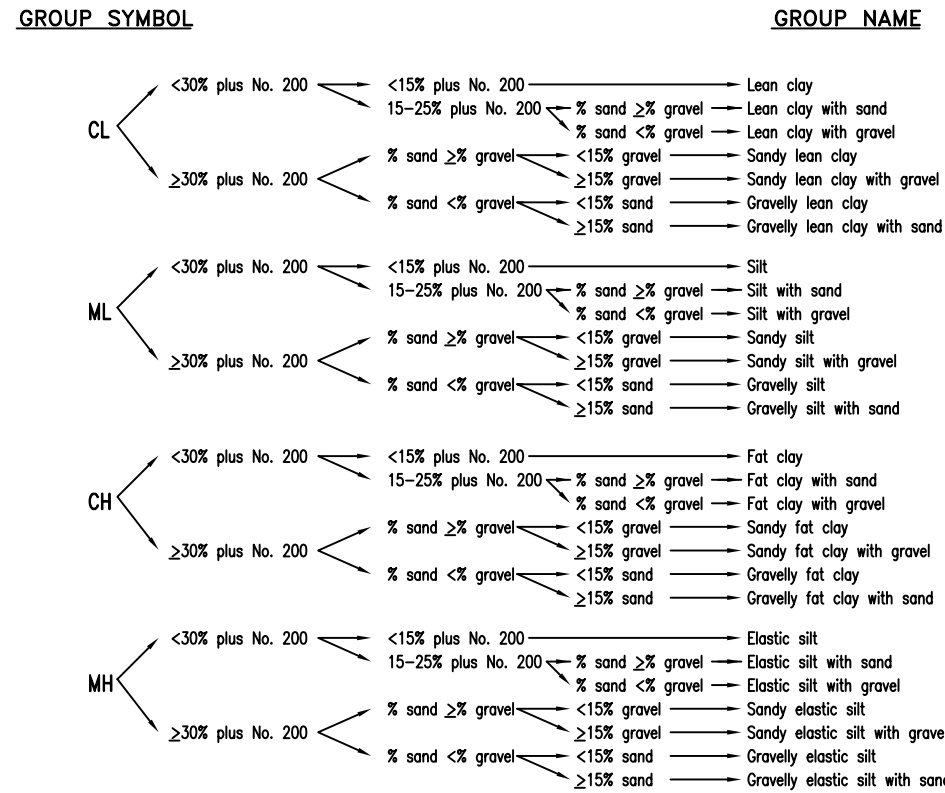 GROUP SYMBOL GROUP NAME
<30% plus No. 200 <15% plus No. 200 Lean clay
15-25% plus No. 200 % sand ≥% gravel Lean clay with sand
CL
% sand <% gravel Lean clay with gravel
% sand ≥% gravel <15% gravel Sandy lean clay
≥30% plus No. 200 ≥15% gravel Sandy lean clay with gravel
% sand <% gravel <15% sand Gravelly lean clay
≥15% sand Gravelly lean clay with sand
<30% plus No. 200 <15% plus No. 200 Silt
15-25% plus No. 200 % sand ≥% gravel Silt with sand
ML
% sand <% gravel Silt with gravel
% sand ≥% gravel <15% gravel Sandy silt
≥30% plus No. 200 ≥15% gravel Sandy silt with gravel
% sand <% gravel <15% sand Gravelly silt
≥15% sand Gravelly silt with sand
<30% plus No. 200 <15% plus No. 200 Fat clay
15-25% plus No. 200 % sand ≥% gravel Fat clay with sand
CH
% sand <% gravel Fat clay with gravel
% sand ≥% gravel <15% gravel Sandy fat clay
≥30% plus No. 200 ≥15% gravel Sandy fat clay with gravel
% sand <% gravel <15% sand Gravelly fat clay
≥15% sand Gravelly fat clay with sand
<30% plus No. 200 <15% plus No. 200 Elastic silt
15-25% plus No. 200 % sand ≥% gravel Elastic silt with sand
MH
% sand <% gravel Elastic silt with gravel
% sand ≥% gravel <15% gravel Sandy elastic silt
≥30% plus No. 200 ≥15% gravel Sandy elastic silt with grave
% sand <% gravel <15% sand Gravelly elastic silt
≥15% sand Gravelly elastic silt with sand